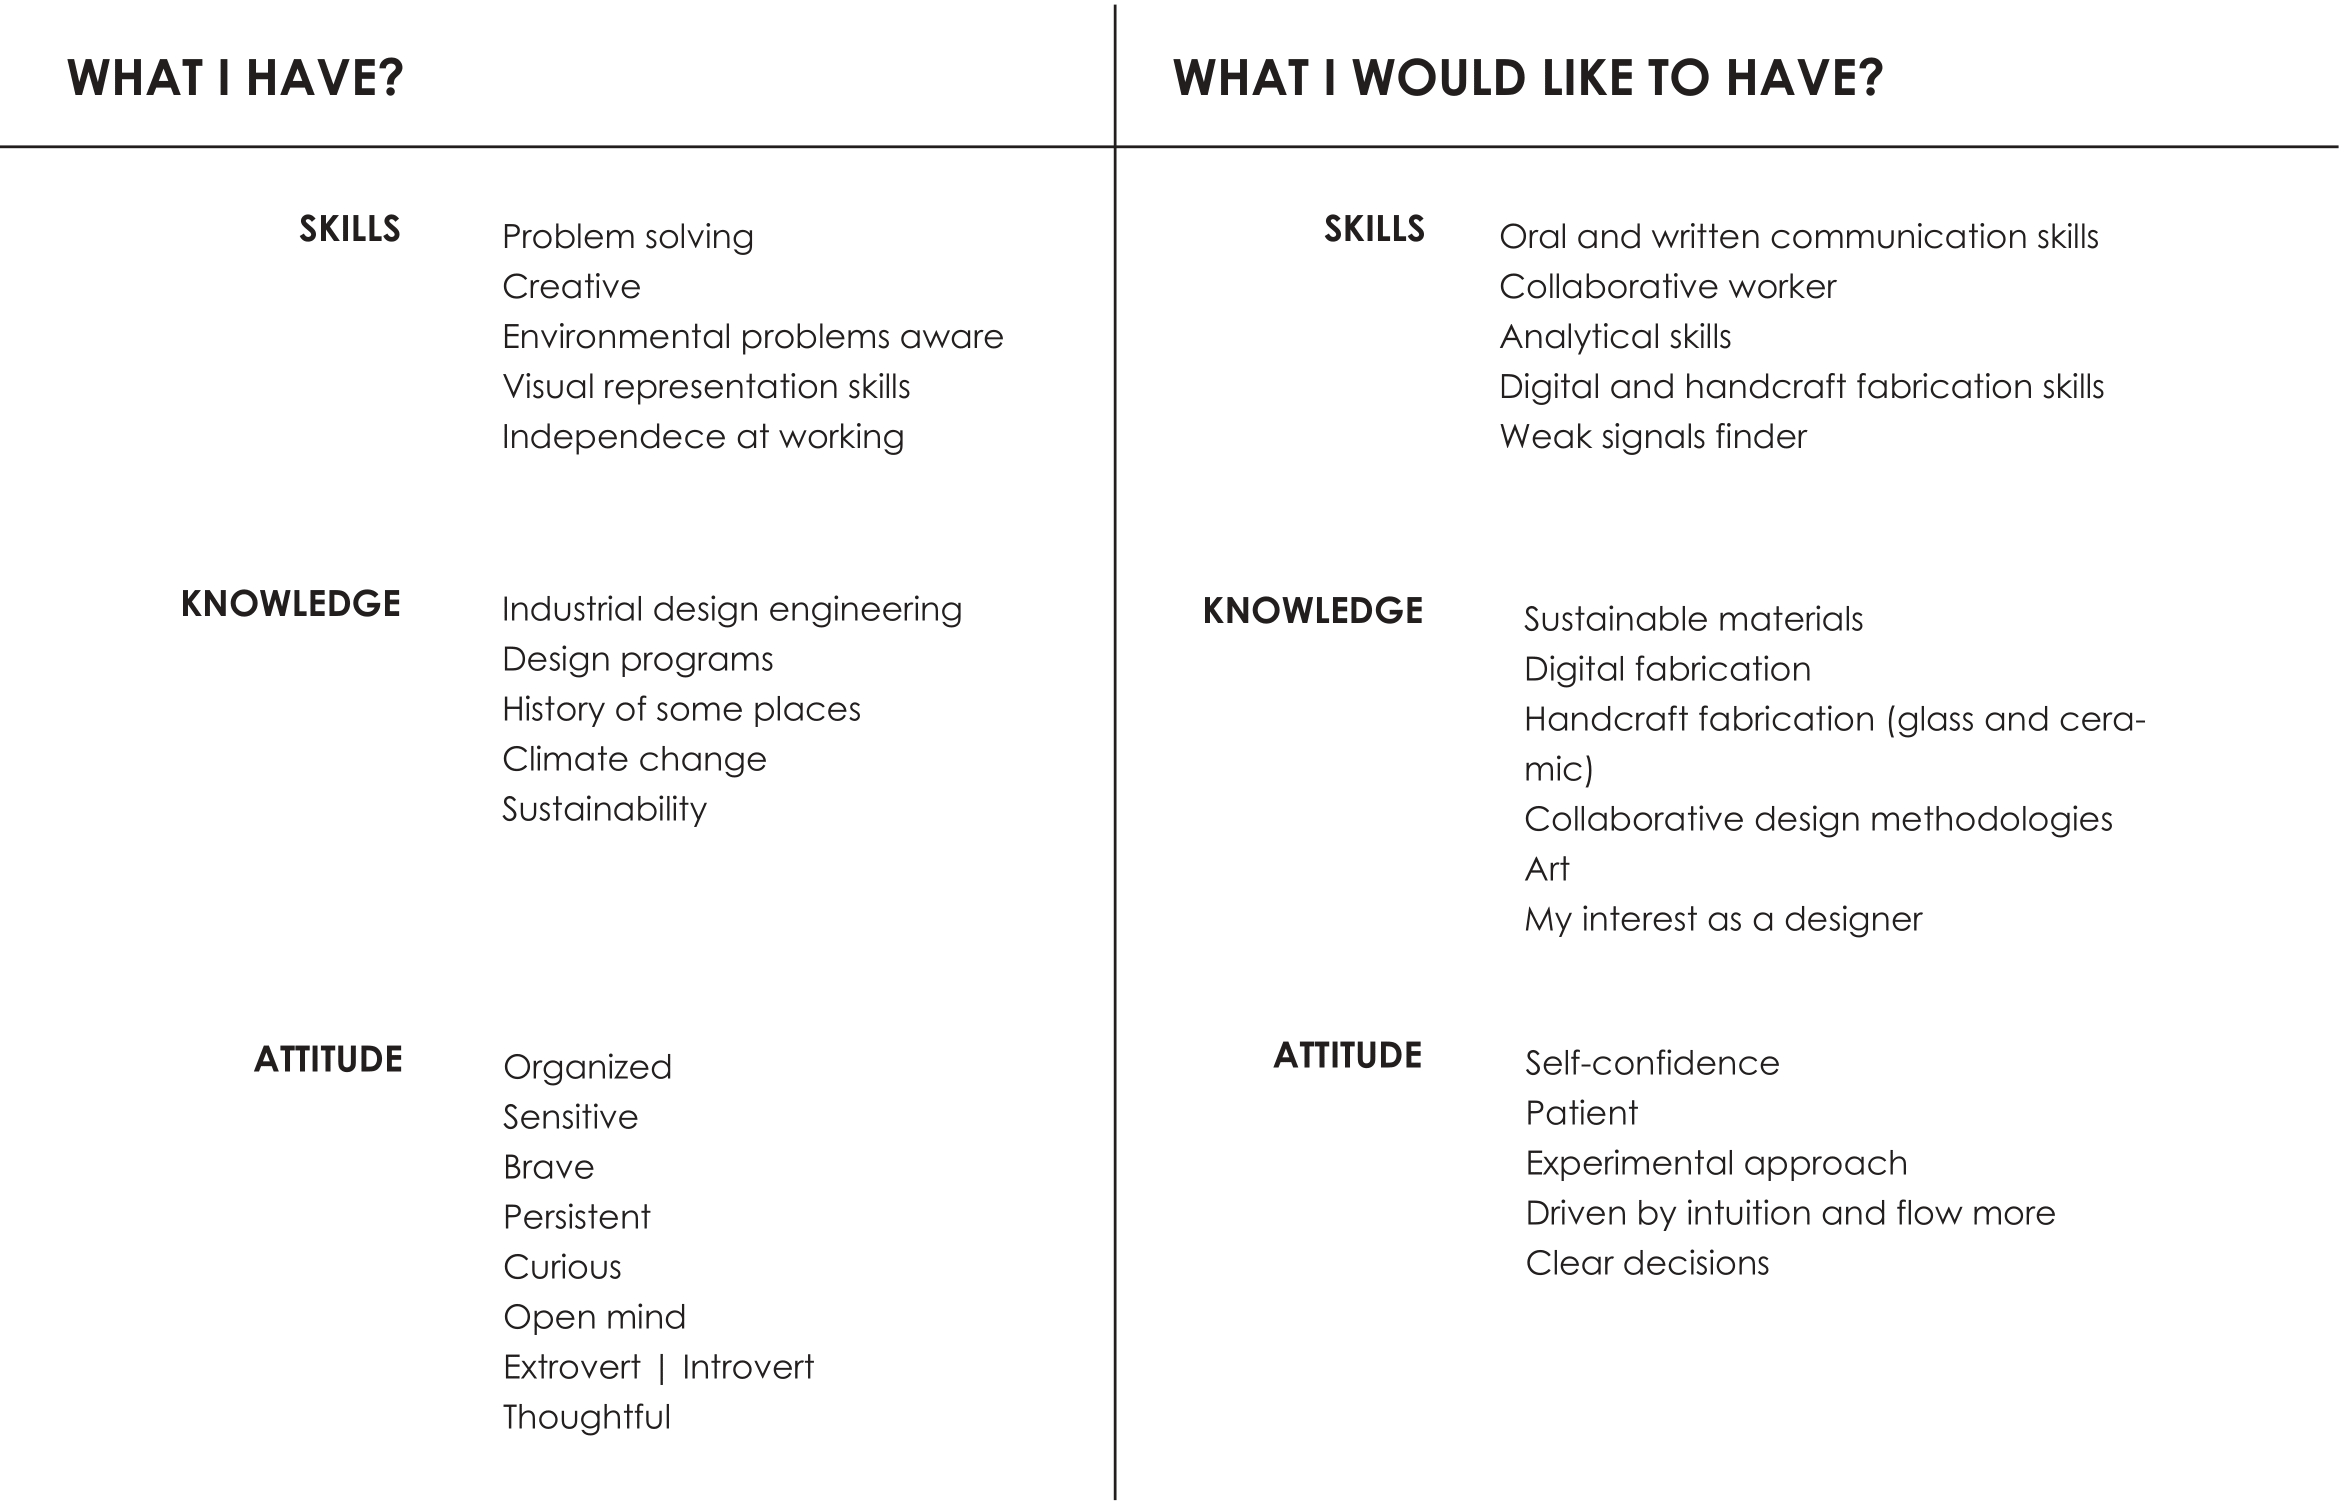 WHAT I HAVE?
SKILLS
Problem solving
Creative
Environmental problems aware
Visual representation skills
Independece at working
KNOWLEDGE
Industrial design engineering
Design programs
History of some places
Climate change
Sustainability
ATTITUDE
Organized
Sensitive
Brave
Persistent
Curious
Open mind
Extrovert | Introvert
Thoughtful
WHAT I WOULD LIKE TO HAVE?
SKILLS
Oral and written communication skills
Collaborative worker
Analytical skills
Digital and handcraft fabrication skills
Weak signals finder
KNOWLEDGE
Sustainable materials
Digital fabrication
Handcraft fabrication (glass and cera-
mic)
Collaborative design methodologies
Art
My interest as a designer
ATTITUDE
Self-confidence
Patient
Experimental approach
Driven by intuition and flow more
Clear decisions